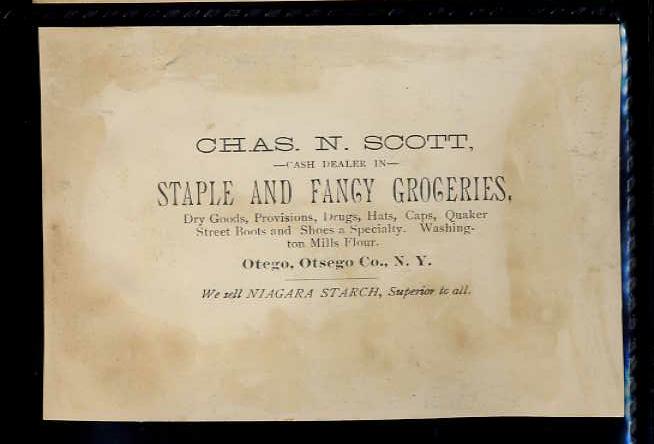 CHAS. N. SCOTT,
—CASH DEALER IN—
STAPLE AND FANCY GROCERIES,
Dry Goods, Provisions, Drugs, Hats, Caps, Quaker
Street Boots and Shoes a Specialty. Washing-
ton Mills Flour.
Otego, Otsego Co., N. Y.
We sell NIAGARA STARCH, Superior to all.